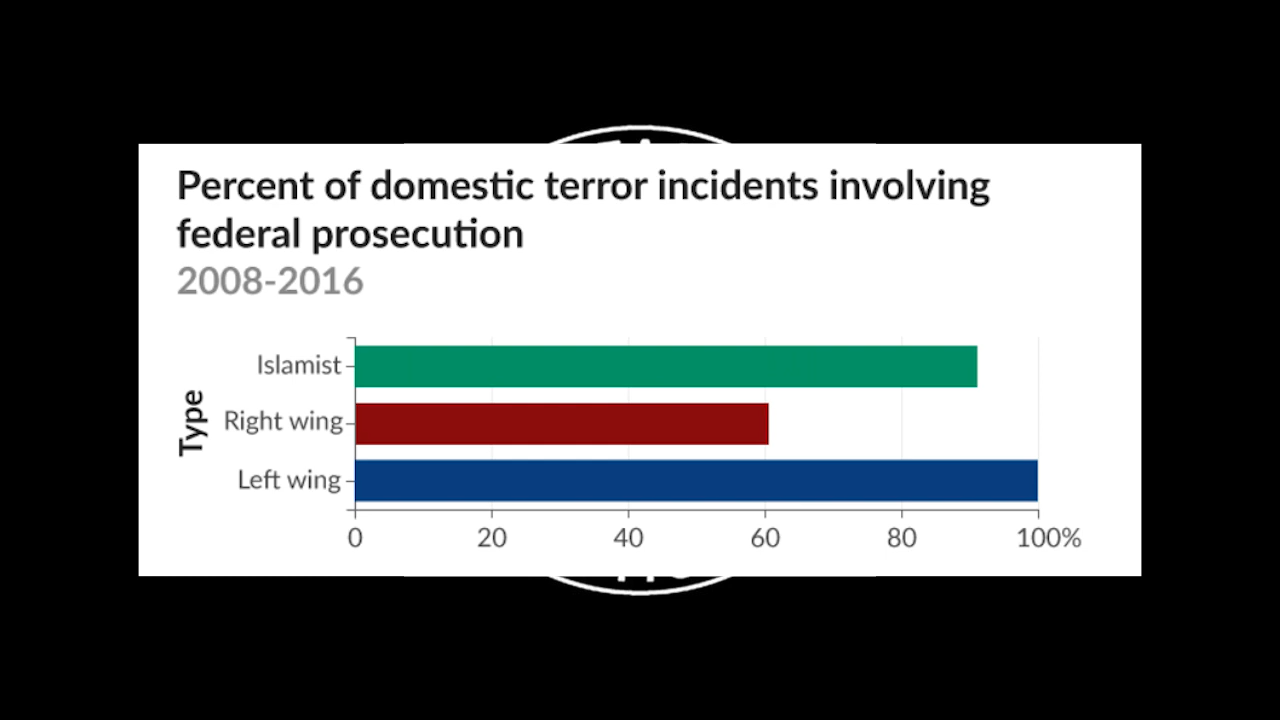 Percent of domestic terror incidents involving
federal prosecution
2008-2016
Type
Islamist
Right wing
Left wing
0 20 40 60 80 100%